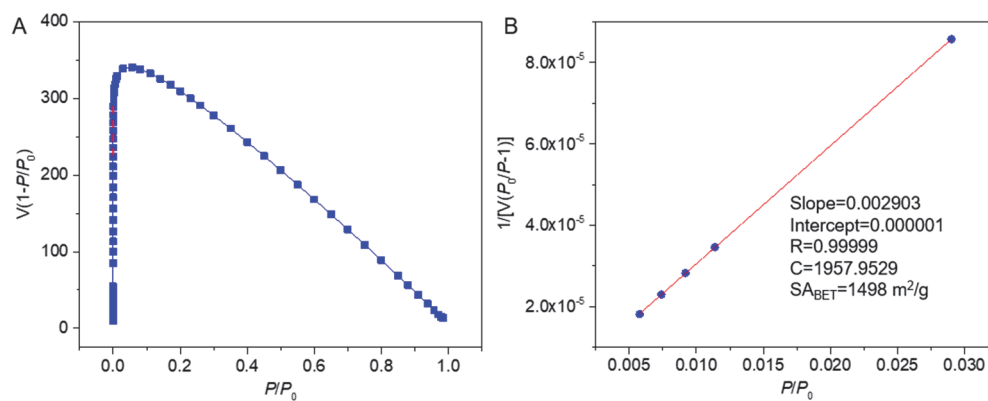 A
400
300
200
100
0
V(1-P/P₀)
0.0 0.2 0.4 0.6 0.8 1.0
P/P₀
B
8.0x10⁻⁵
6.0x10⁻⁵
4.0x10⁻⁵
2.0x10⁻⁵
1/[V(P₀/P-1)]
Slope=0.002903
Intercept=0.000001
R=0.99999
C=1957.9529
SA_BET=1498 m²/g
0.005 0.010 0.015 0.020 0.025 0.030
P/P₀